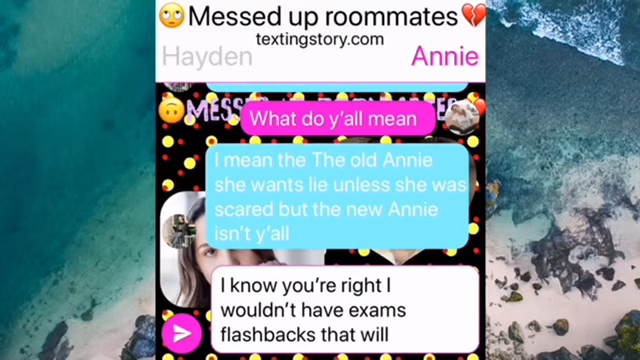 🙄Messed up roommates💔
textingstory.com
Hayden Annie
What do y'all mean
I mean the The old Annie
she wants lie unless she was
scared but the new Annie
isn't y'all
I know you're right I
wouldn't have exams
flashbacks that will